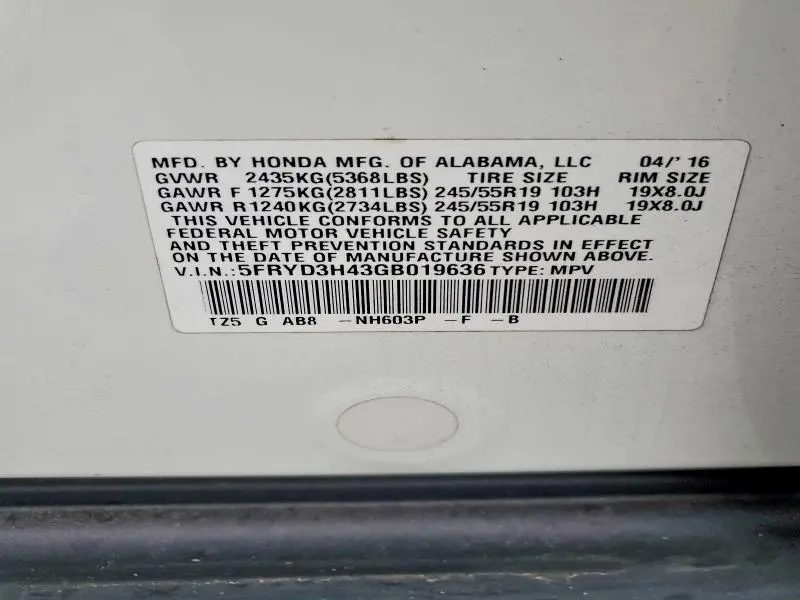 MFD. BY HONDA MFG. OF ALABAMA, LLC 04/' 16
GVWR 2435KG(5368LBS) TIRE SIZE RIM SIZE
GAWR F 1275KG(2811LBS) 245/55R19 103H 19X8.0J
GAWR R1240KG(2734LBS) 245/55R19 103H 19X8.0J
THIS VEHICLE CONFORMS TO ALL APPLICABLE
FEDERAL MOTOR VEHICLE SAFETY
AND THEFT PREVENTION STANDARDS IN EFFECT
ON THE DATE OF MANUFACTURE SHOWN ABOVE.
V.I.N.:5FRYD3H43GB019636 TYPE: MPV
TZ5 G AB8 -NH603P -F -B